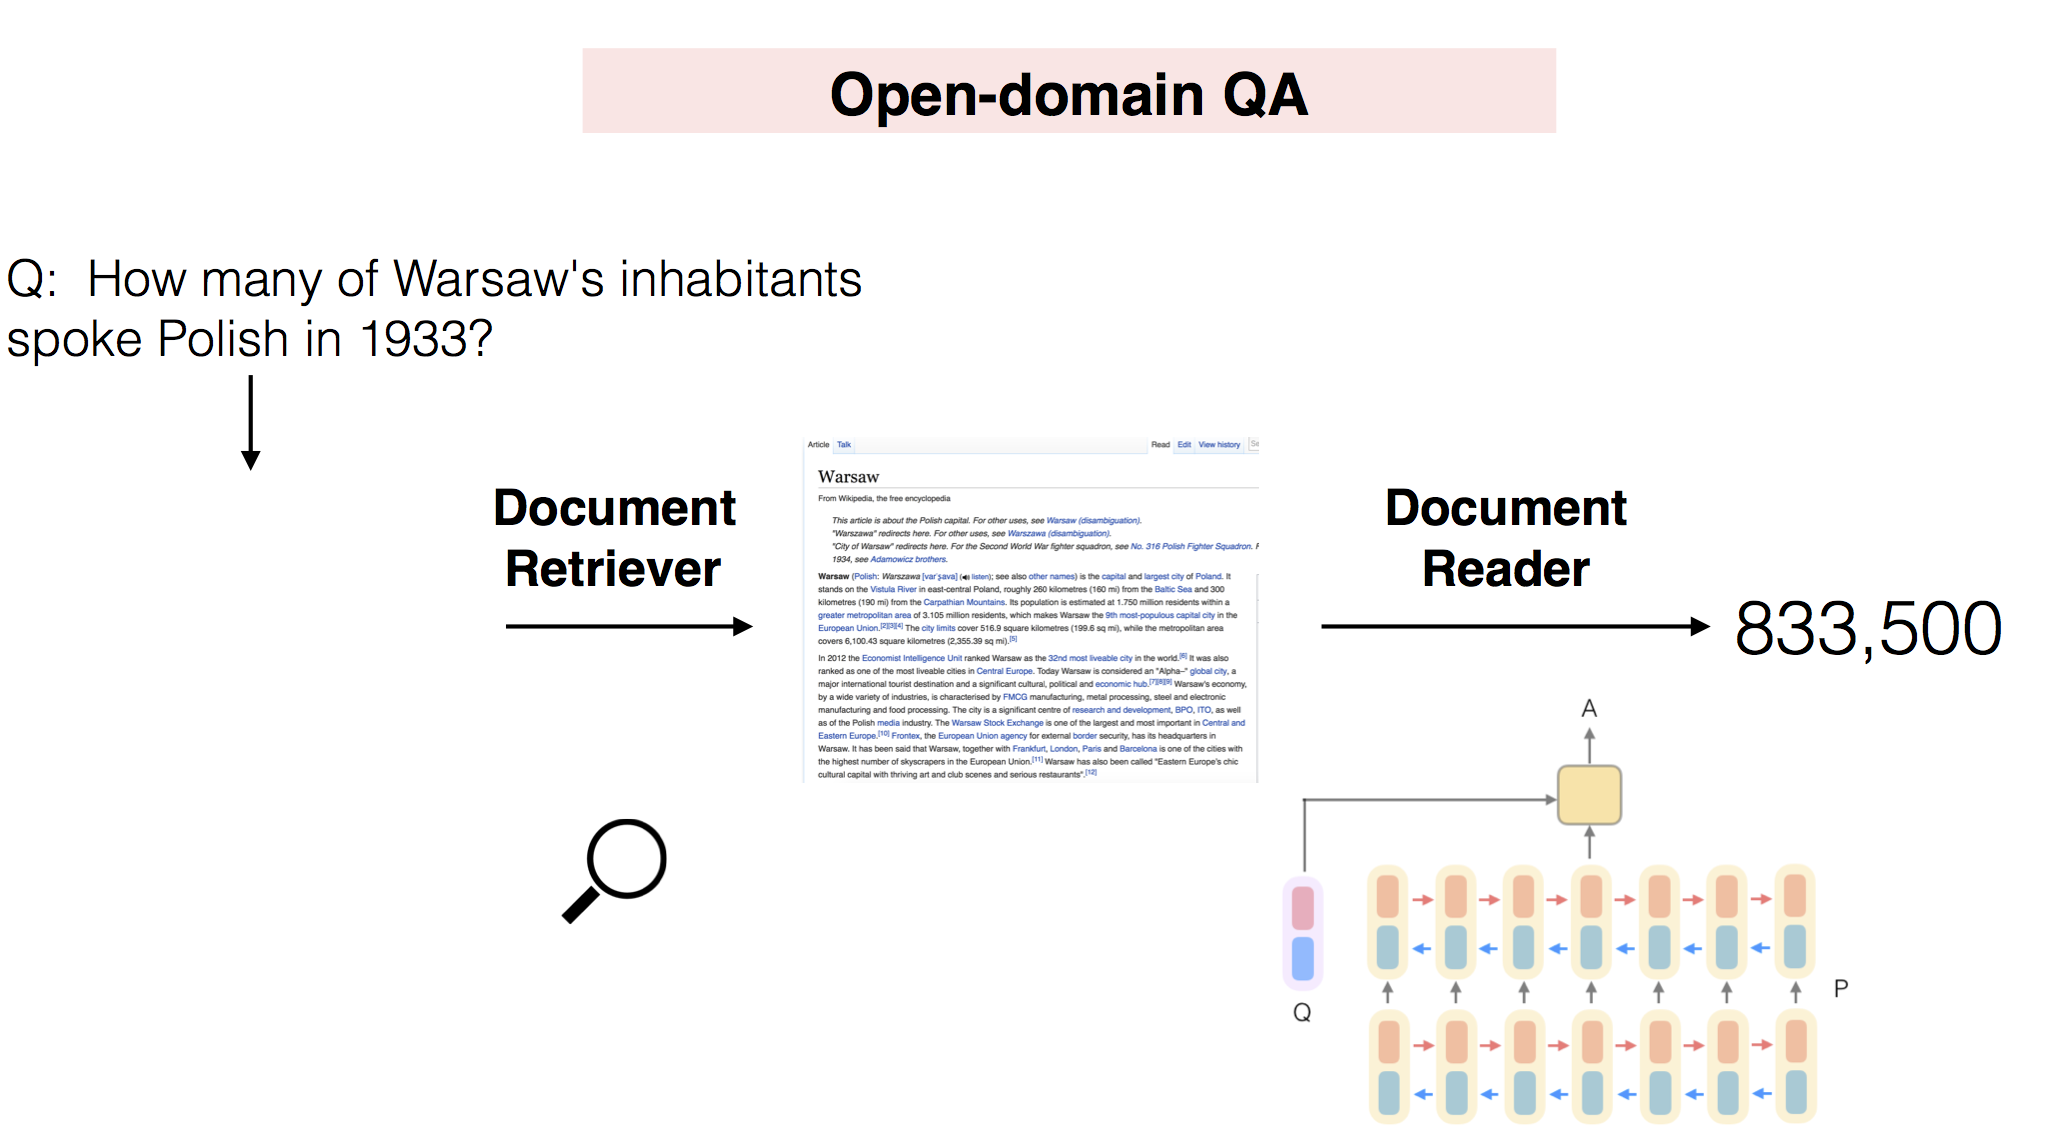 Open-domain QA
Q: How many of Warsaw's inhabitants
spoke Polish in 1933?
Document
Retriever
Article Talk Read Edit View history
Warsaw
From Wikipedia, the free encyclopedia
This article is about the Polish capital. For other uses, see Warsaw (disambiguation).
"Warszawa" redirects here. For other uses, see Warszawa (disambiguation).
"City of Warsaw" redirects here. For the Second World War fighter squadron, see No. 316 Polish Fighter Squadron. F
1934, see Adamowicz brothers.
Warsaw (Polish: Warszawa [varˈʂava] (listen); see also other names) is the capital and largest city of Poland. It
stands on the Vistula River in east-central Poland, roughly 260 kilometres (160 mi) from the Baltic Sea and 300
kilometres (190 mi) from the Carpathian Mountains. Its population is estimated at 1.750 million residents within a
greater metropolitan area of 3.105 million residents, which makes Warsaw the 9th most-populous capital city in the
European Union.[2][3][4] The city limits cover 516.9 square kilometres (199.6 sq mi), while the metropolitan area
covers 6,100.43 square kilometres (2,355.39 sq mi).[5]
In 2012 the Economist Intelligence Unit ranked Warsaw as the 32nd most liveable city in the world.[6] It was also
ranked as one of the most liveable cities in Central Europe. Today Warsaw is considered an "Alpha–" global city, a
major international tourist destination and a significant cultural, political and economic hub.[7][8][9] Warsaw's economy,
by a wide variety of industries, is characterised by FMCG manufacturing, metal processing, steel and electronic
manufacturing and food processing. The city is a significant centre of research and development, BPO, ITO, as well
as of the Polish media industry. The Warsaw Stock Exchange is one of the largest and most important in Central and
Eastern Europe.[10] Frontex, the European Union agency for external border security, has its headquarters in
Warsaw. It has been said that Warsaw, together with Frankfurt, London, Paris and Barcelona is one of the cities with
the highest number of skyscrapers in the European Union.[11] Warsaw has also been called "Eastern Europe's chic
cultural capital with thriving art and club scenes and serious restaurants".[12]
Document
Reader
833,500
A
Q
P